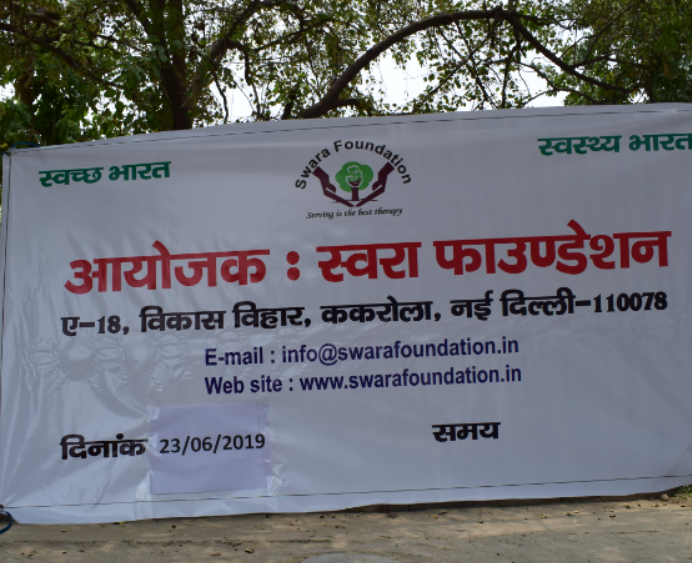 स्वच्छ भारत
Swara Foundation
स्वस्थ्य भारत
Serving is the best therapy
आयोजक : स्वरा फाउण्डेशन
ए-18, विकास विहार, ककरोला, नई दिल्ली-110078
E-mail : info@swarafoundation.in
Web site : www.swarafoundation.in
दिनांक 23/06/2019 समय